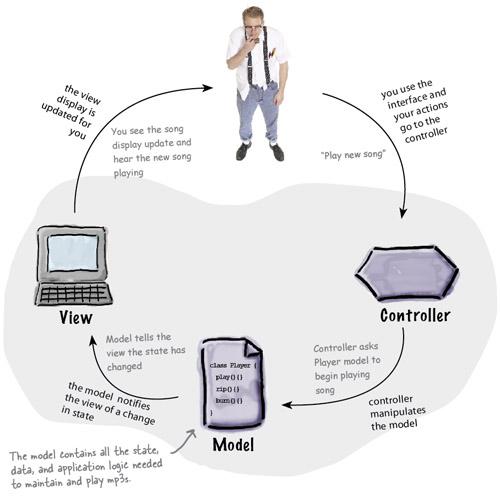 the view
display is
updated for
you
You see the song
display update and
hear the new song
playing
you use the
interface and
your actions
go to the
controller
“Play new song”
View
Controller
Model tells the
view the state has
changed
class Player {
play(){}
rip(){}
burn(){}
}
Controller asks
Player model to
begin playing
song
the model notifies
the view of a change
in state
controller
manipulates
the model
Model
The model contains all the state,
data, and application logic needed
to maintain and play mp3s.